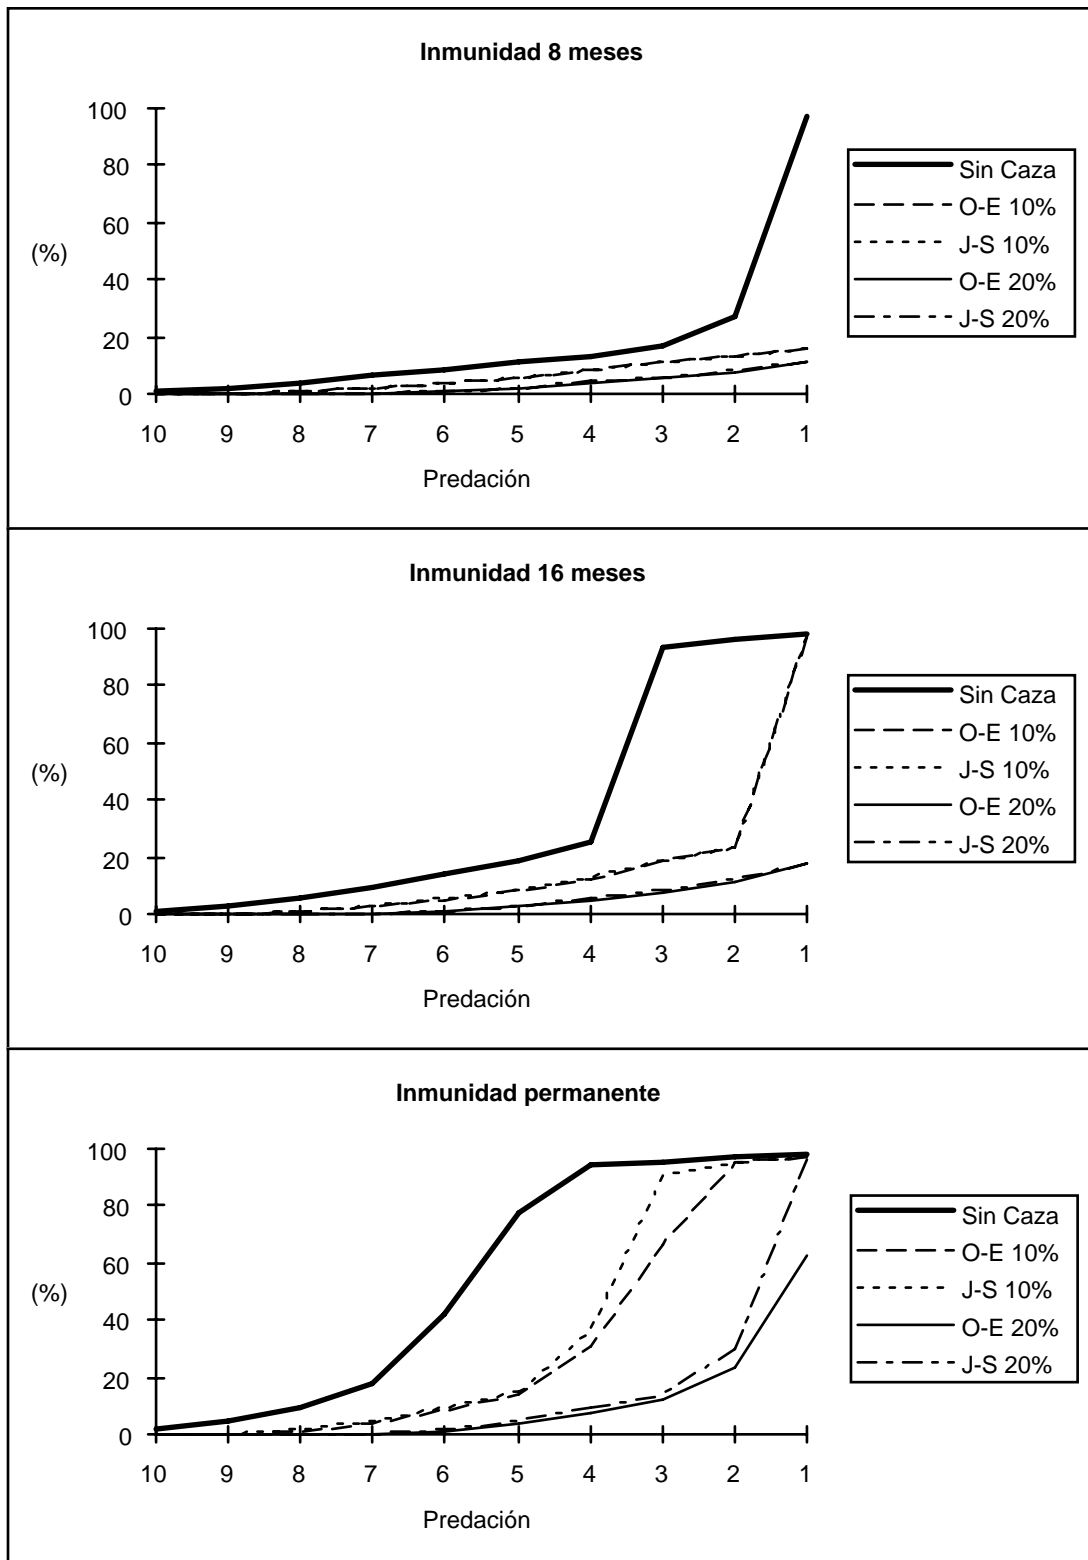 Inmunidad 8 meses
100
80
60
40
20
0
(%)
10 9 8 7 6 5 4 3 2 1
Predación
Sin Caza
O-E 10%
J-S 10%
O-E 20%
J-S 20%
Inmunidad 16 meses
100
80
60
40
20
0
(%)
10 9 8 7 6 5 4 3 2 1
Predación
Sin Caza
O-E 10%
J-S 10%
O-E 20%
J-S 20%
Inmunidad permanente
100
80
60
40
20
0
(%)
10 9 8 7 6 5 4 3 2 1
Predación
Sin Caza
O-E 10%
J-S 10%
O-E 20%
J-S 20%